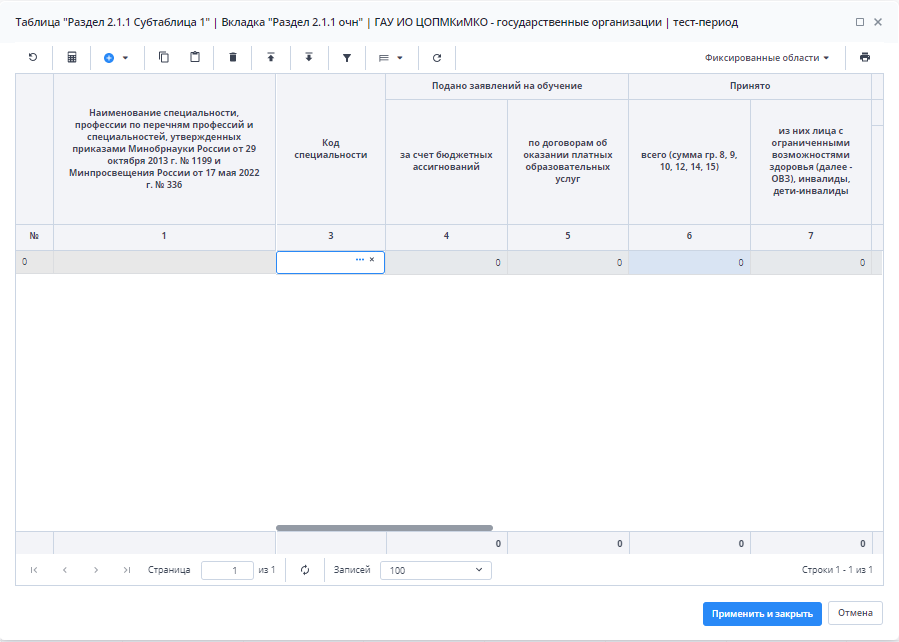 Таблица "Раздел 2.1.1 Субтаблица 1" | Вкладка "Раздел 2.1.1 очн" | ГАУ ИО ЦОПМКиМКО - государственные организации | тест-период
Фиксированные области
Наименование специальности,
профессии по перечням профессий и
специальностей, утвержденных
приказами Минобрнауки России от 29
октября 2013 г. № 1199 и
Минпросвещения России от 17 мая 2022
г. № 336
Код
специальности
Подано заявлений на обучение
за счет бюджетных
ассигнований
по договорам об
оказании платных
образовательных
услуг
Принято
всего (сумма гр. 8, 9,
10, 12, 14, 15)
из них лица с
ограниченными
возможностями
здоровья (далее -
ОВЗ), инвалиды,
дети-инвалиды
№ 1 3 4 5 6 7
0 0 0 0 0
0 0 0 0
Страница 1 из 1 Записей 100 Строки 1 - 1 из 1
Применить и закрыть Отмена